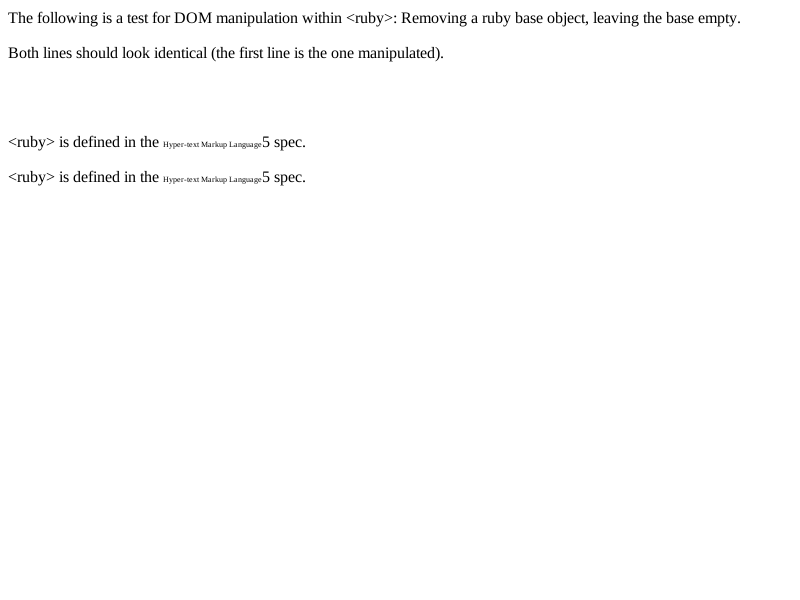 The following is a test for DOM manipulation within <ruby>: Removing a ruby base object, leaving the base empty.
Both lines should look identical (the first line is the one manipulated).
<ruby> is defined in the Hyper-text Markup Language5 spec.
<ruby> is defined in the Hyper-text Markup Language5 spec.